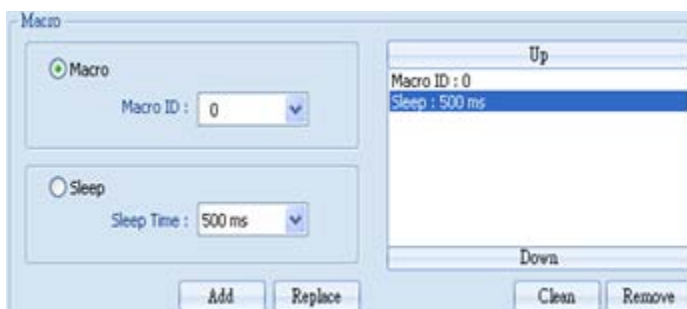 Macro
Macro
Macro ID : 0
Sleep
Sleep Time : 500 ms
Add Replace
Up
Macro ID : 0
Sleep : 500 ms
Down
Clean Remove